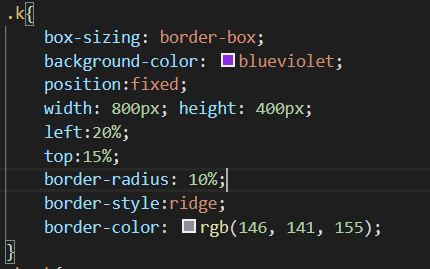 .k{
box-sizing: border-box;
background-color: blueviolet;
position:fixed;
width: 800px; height: 400px;
left:20%;
top:15%;
border-radius: 10%;
border-style:ridge;
border-color: rgb(146, 141, 155);
}